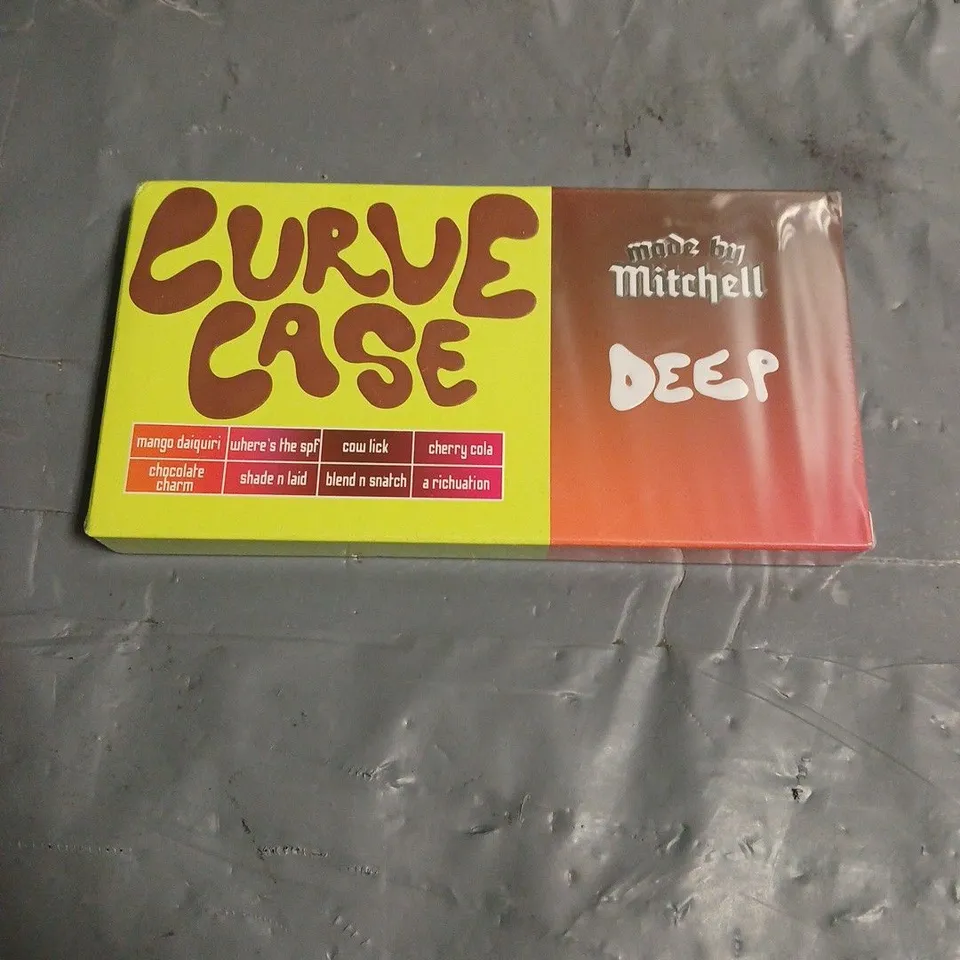 CURVE
CASE
mango daiquiri where's the spf cow lick cherry cola
chocolate charm shade n laid blend n snatch a richuation
made by
Mitchell
DEEP